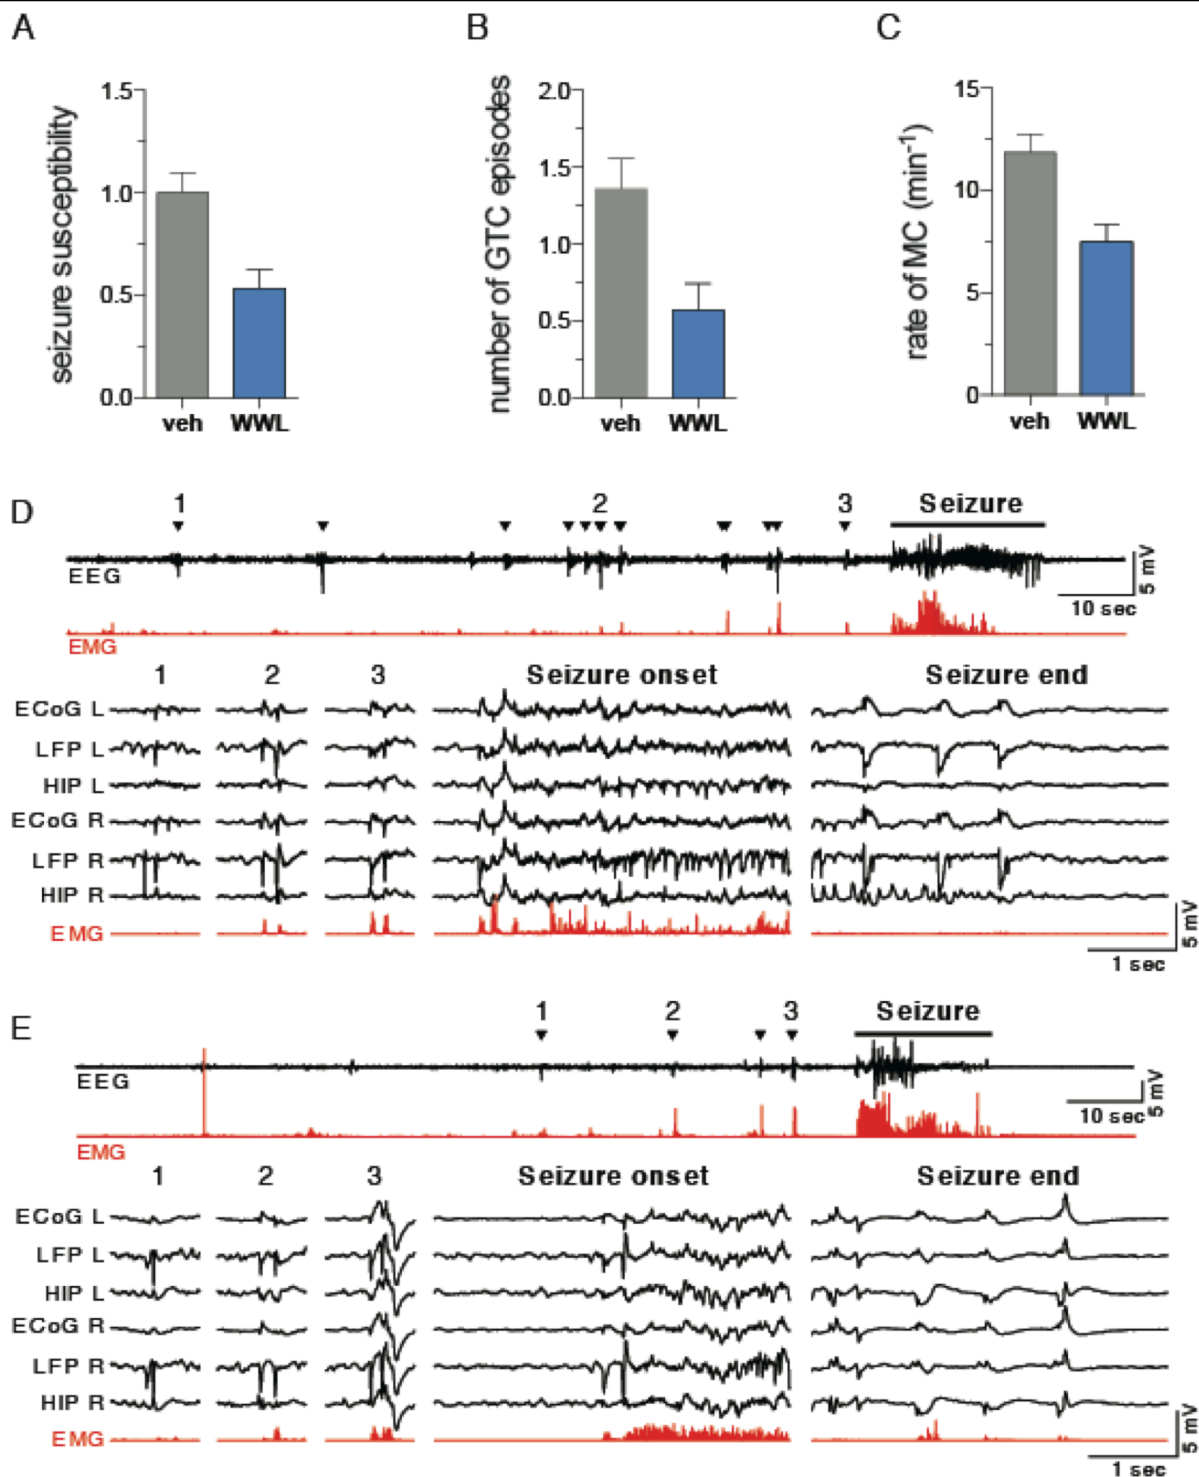 A
B
C
seizure susceptibility
1.5
1.0
0.5
0.0
veh WWL
number of GTC episodes
2.0
1.5
1.0
0.5
0.0
veh WWL
rate of MC (min-1)
15
10
5
0
veh WWL
D
1 2 3 Seizure
EEG
5 mV
10 sec
EMG
1 2 3 Seizure onset Seizure end
ECoG L
LFP L
HIP L
ECoG R
LFP R
HIP R
EMG
5 mV
1 sec
E
1 2 3 Seizure
EEG
5 mV
10 sec
EMG
1 2 3 Seizure onset Seizure end
ECoG L
LFP L
HIP L
ECoG R
LFP R
HIP R
EMG
5 mV
1 sec